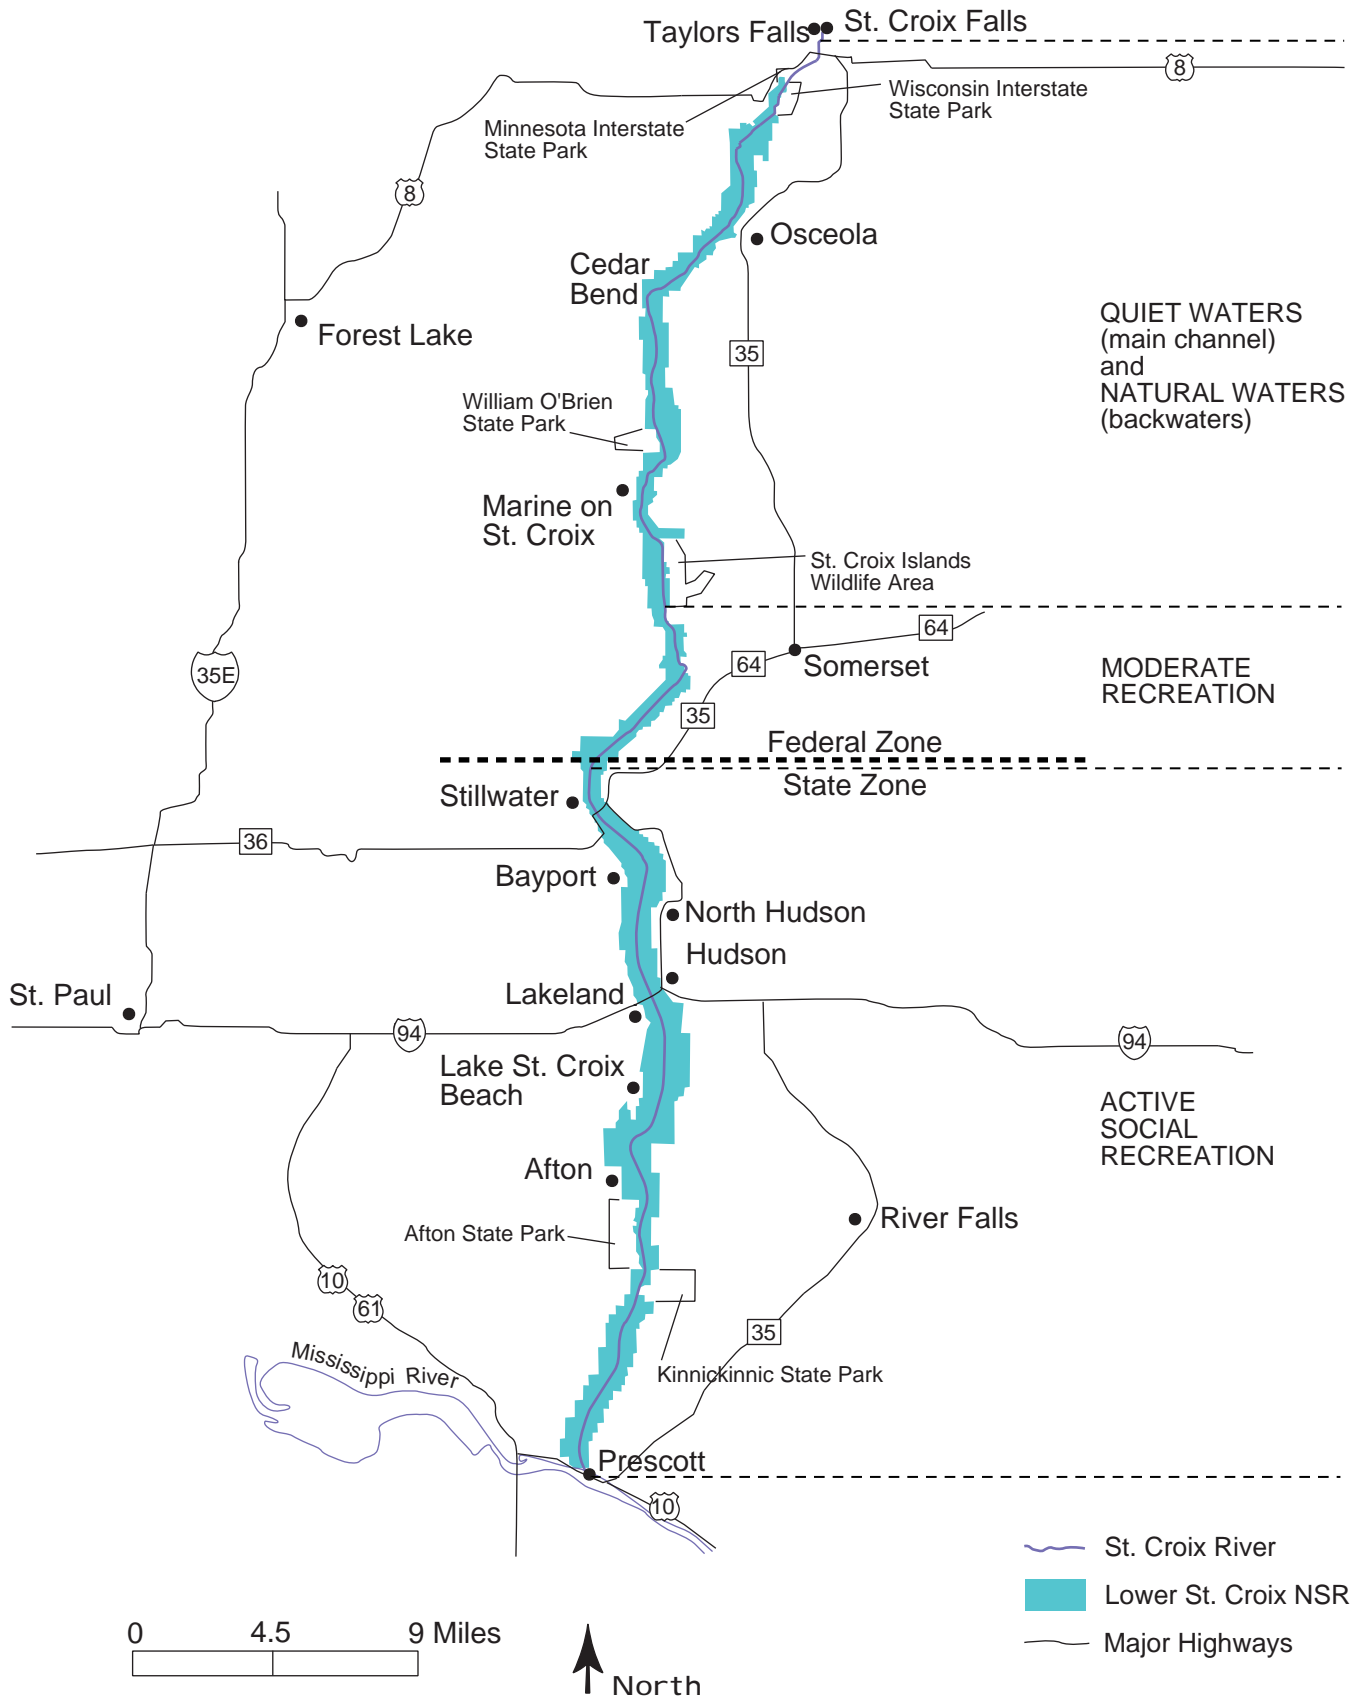 Taylors Falls
St. Croix Falls
8
Wisconsin Interstate
State Park
Minnesota Interstate
State Park
8
Osceola
Cedar
Bend
Forest Lake
QUIET WATERS
(main channel)
and
NATURAL WATERS
(backwaters)
35
William O'Brien
State Park
Marine on
St. Croix
St. Croix Islands
Wildlife Area
64
64
Somerset
35E
MODERATE
RECREATION
35
Federal Zone
State Zone
Stillwater
36
Bayport
North Hudson
Hudson
St. Paul
Lakeland
94
94
Lake St. Croix
Beach
ACTIVE
SOCIAL
RECREATION
Afton
River Falls
Afton State Park
10
61
35
Mississippi River
Kinnickinnic State Park
Prescott
10
St. Croix River
Lower St. Croix NSR
Major Highways
0 4.5 9 Miles
North